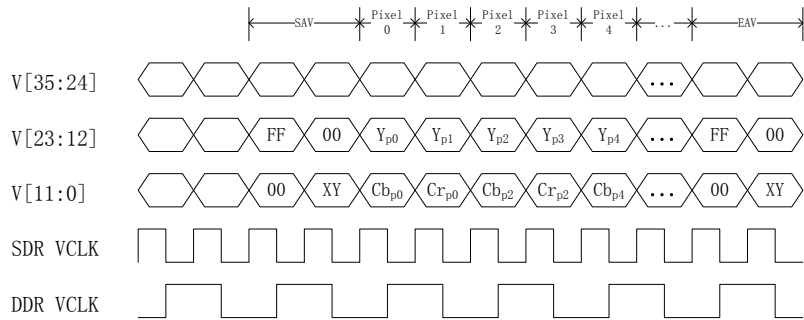 SAV Pixel 0 Pixel 1 Pixel 2 Pixel 3 Pixel 4 ... EAV
V[35:24] ...
V[23:12] FF 00 Yp0 Yp1 Yp2 Yp3 Yp4 ... FF 00
V[11:0] 00 XY Cbp0 Crp0 Cbp2 Crp2 Cbp4 ... 00 XY
SDR VCLK
DDR VCLK